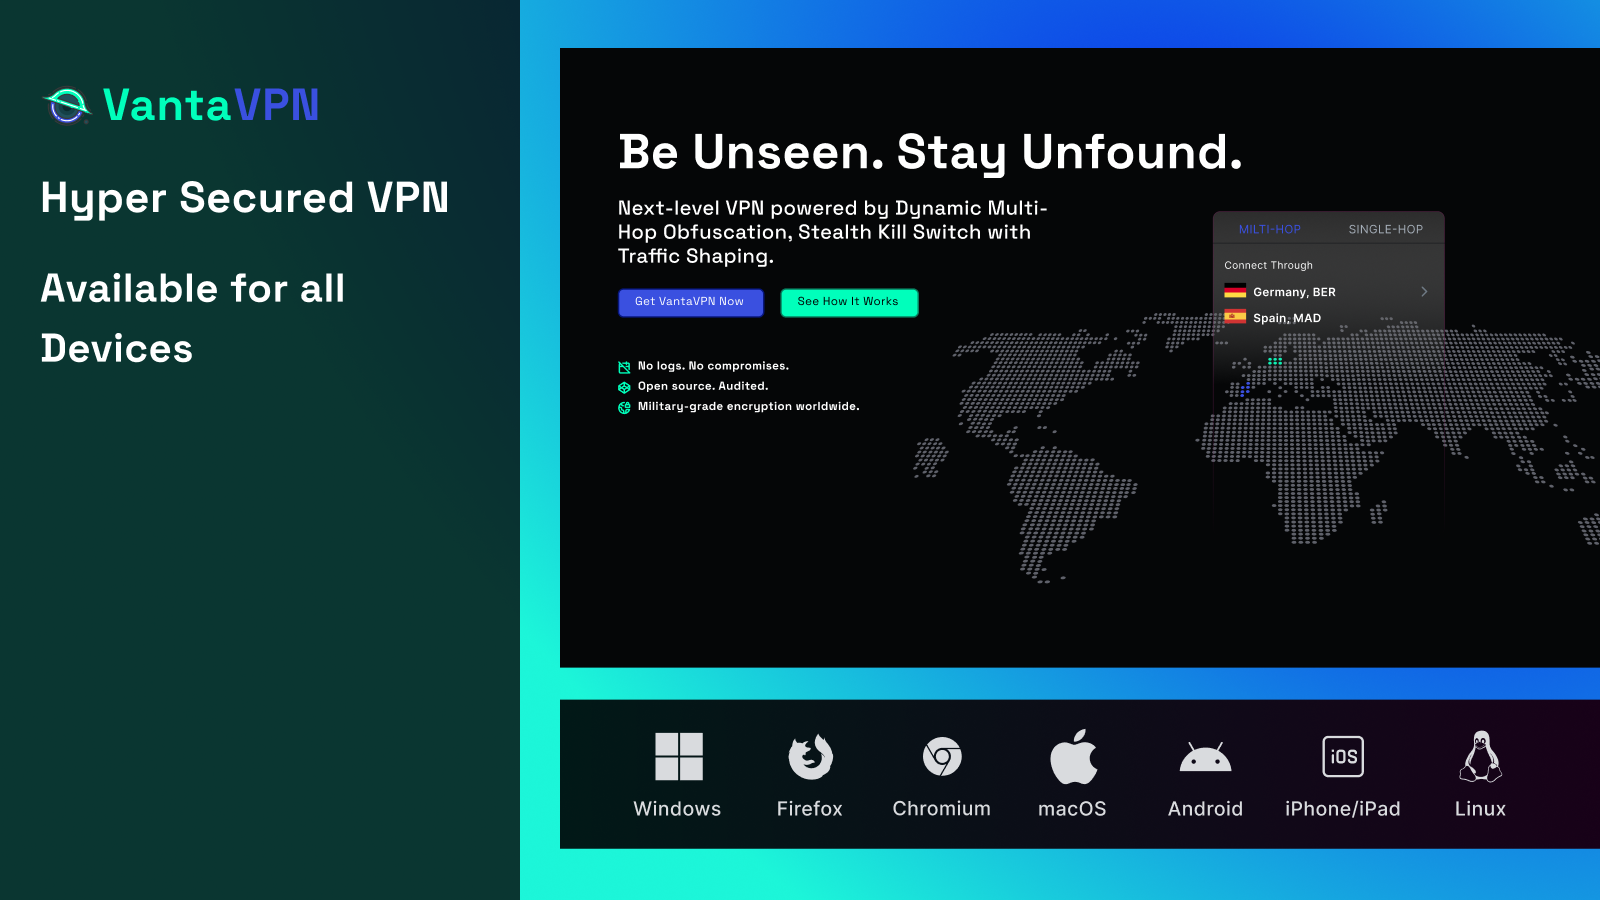 VantaVPN
Hyper Secured VPN
Available for all
Devices
Be Unseen. Stay Unfound.
Next-level VPN powered by Dynamic Multi-
Hop Obfuscation, Stealth Kill Switch with
Traffic Shaping.
Get VantaVPN Now
See How It Works
No logs. No compromises.
Open source. Audited.
Military-grade encryption worldwide.
MILTI-HOP
SINGLE-HOP
Connect Through
Germany, BER
Spain, MAD
iOS
Windows
Firefox
Chromium
macOS
Android
iPhone/iPad
Linux